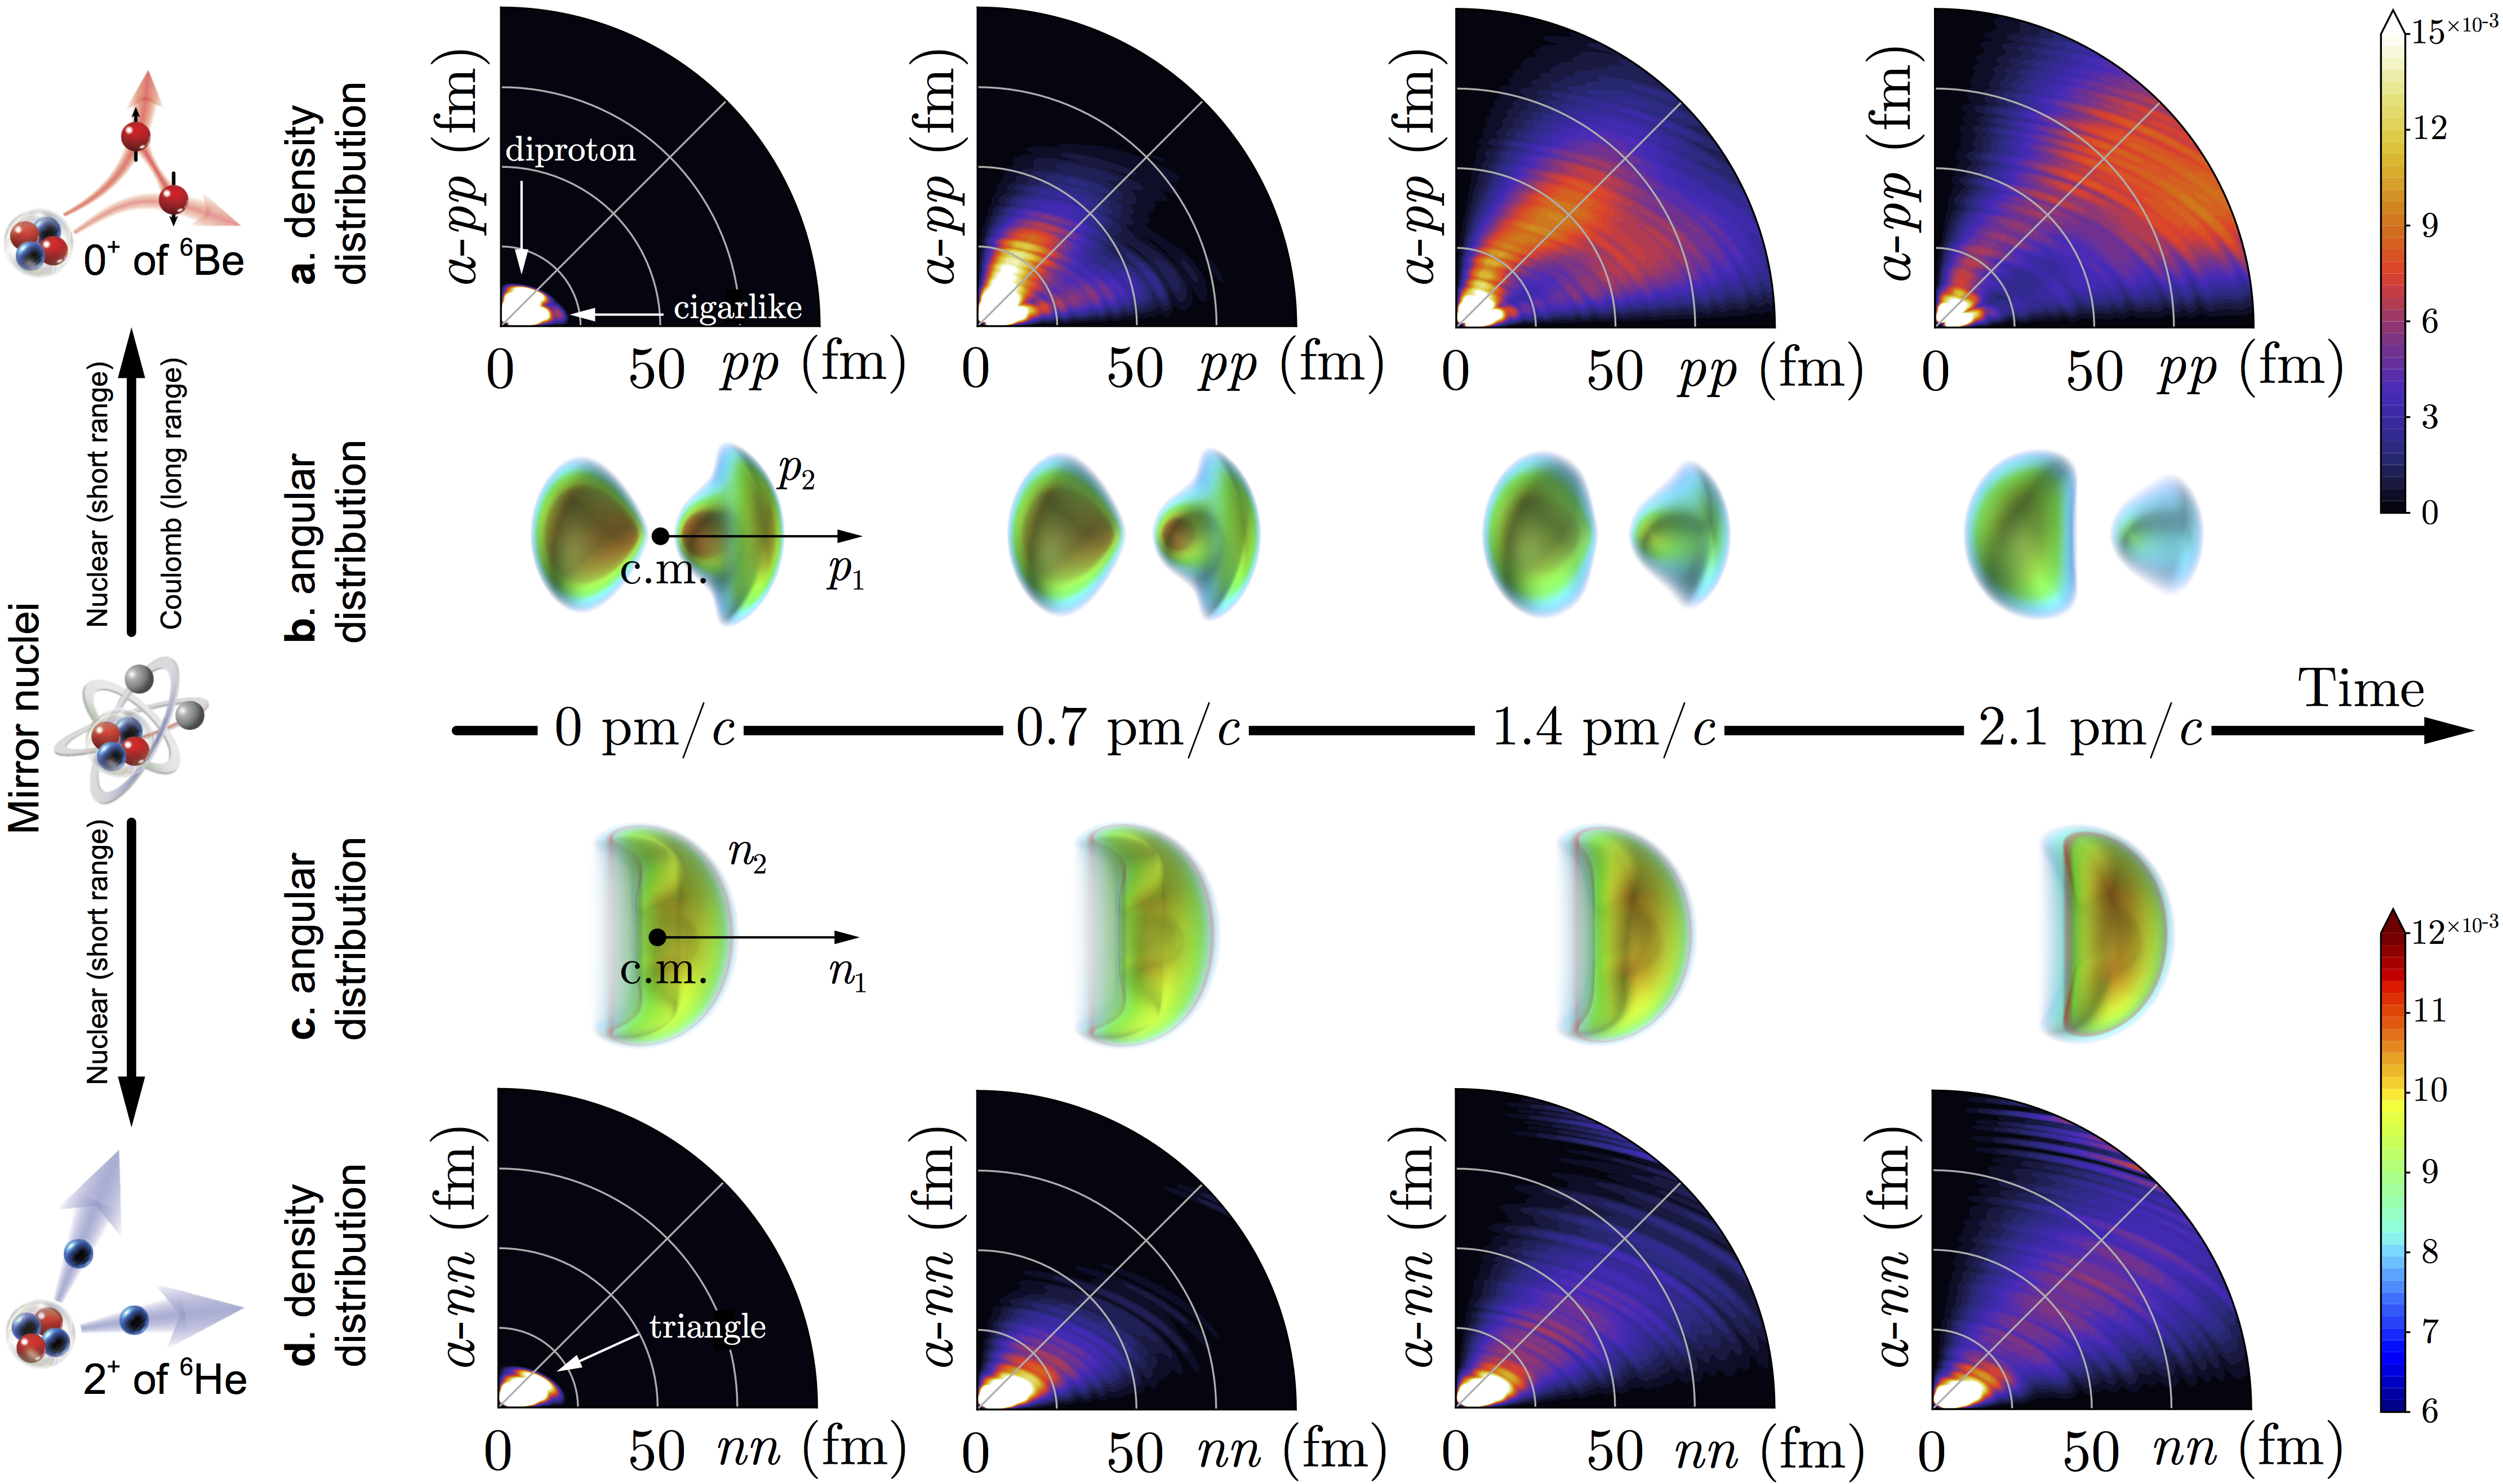 a. density
distribution
α-pp (fm)
diproton
cigarlike
0 50 pp (fm)
α-pp (fm)
0 50 pp (fm)
α-pp (fm)
0 50 pp (fm)
α-pp (fm)
0 50 pp (fm)
15×10-3
12
9
6
3
0
0+ of 6Be
Nuclear (short range)
Coulomb (long range)
b. angular
distribution
p2
c.m.
p1
Mirror nuclei
Time
0 pm/c 0.7 pm/c 1.4 pm/c 2.1 pm/c
Nuclear (short range)
c. angular
distribution
n2
c.m.
n1
12×10-3
11
10
9
8
7
6
d. density
distribution
α-nn (fm)
triangle
0 50 nn (fm)
α-nn (fm)
0 50 nn (fm)
α-nn (fm)
0 50 nn (fm)
α-nn (fm)
0 50 nn (fm)
2+ of 6He